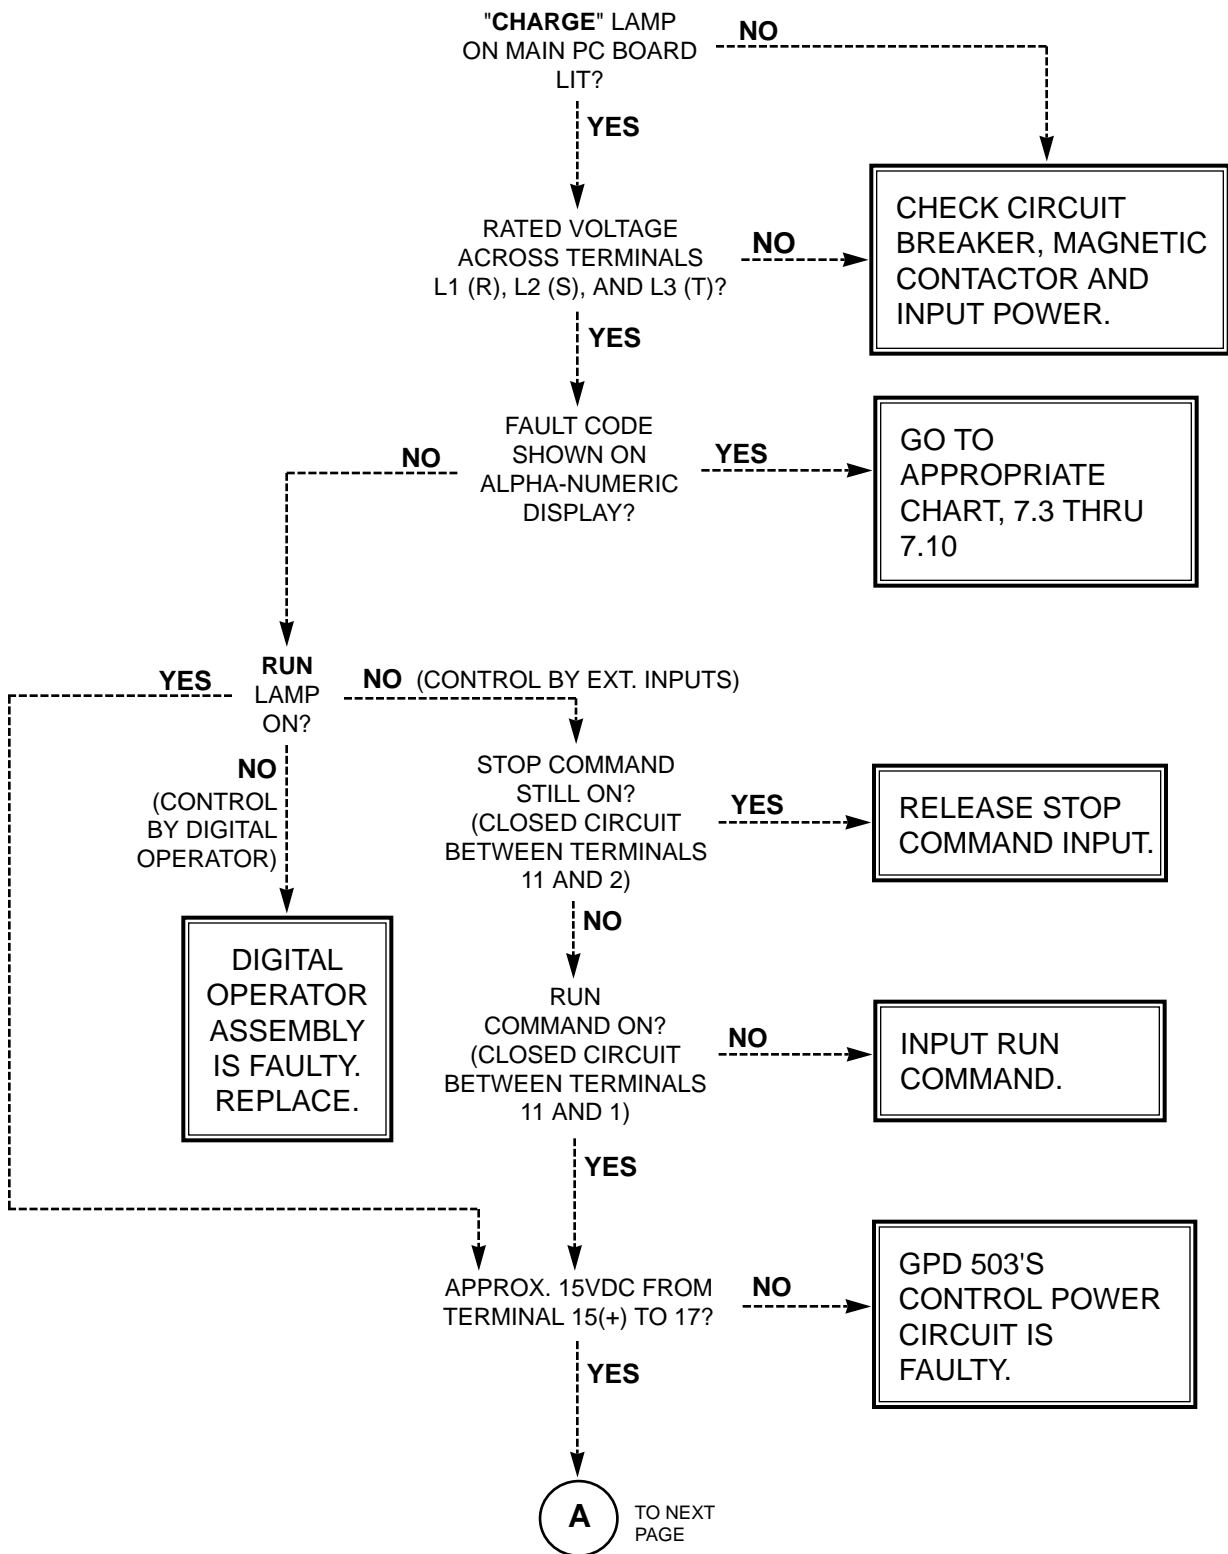 "CHARGE" LAMP
ON MAIN PC BOARD
LIT?
NO
YES
RATED VOLTAGE
ACROSS TERMINALS
L1 (R), L2 (S), AND L3 (T)?
NO
CHECK CIRCUIT
BREAKER, MAGNETIC
CONTACTOR AND
INPUT POWER.
YES
FAULT CODE
SHOWN ON
ALPHA-NUMERIC
DISPLAY?
NO
YES
GO TO
APPROPRIATE
CHART, 7.3 THRU
7.10
RUN
LAMP
ON?
YES
NO (CONTROL BY EXT. INPUTS)
NO
(CONTROL
BY DIGITAL
OPERATOR)
DIGITAL
OPERATOR
ASSEMBLY
IS FAULTY.
REPLACE.
STOP COMMAND
STILL ON?
(CLOSED CIRCUIT
BETWEEN TERMINALS
11 AND 2)
YES
RELEASE STOP
COMMAND INPUT.
NO
RUN
COMMAND ON?
(CLOSED CIRCUIT
BETWEEN TERMINALS
11 AND 1)
NO
INPUT RUN
COMMAND.
YES
APPROX. 15VDC FROM
TERMINAL 15(+) TO 17?
NO
GPD 503'S
CONTROL POWER
CIRCUIT IS
FAULTY.
YES
A
TO NEXT
PAGE